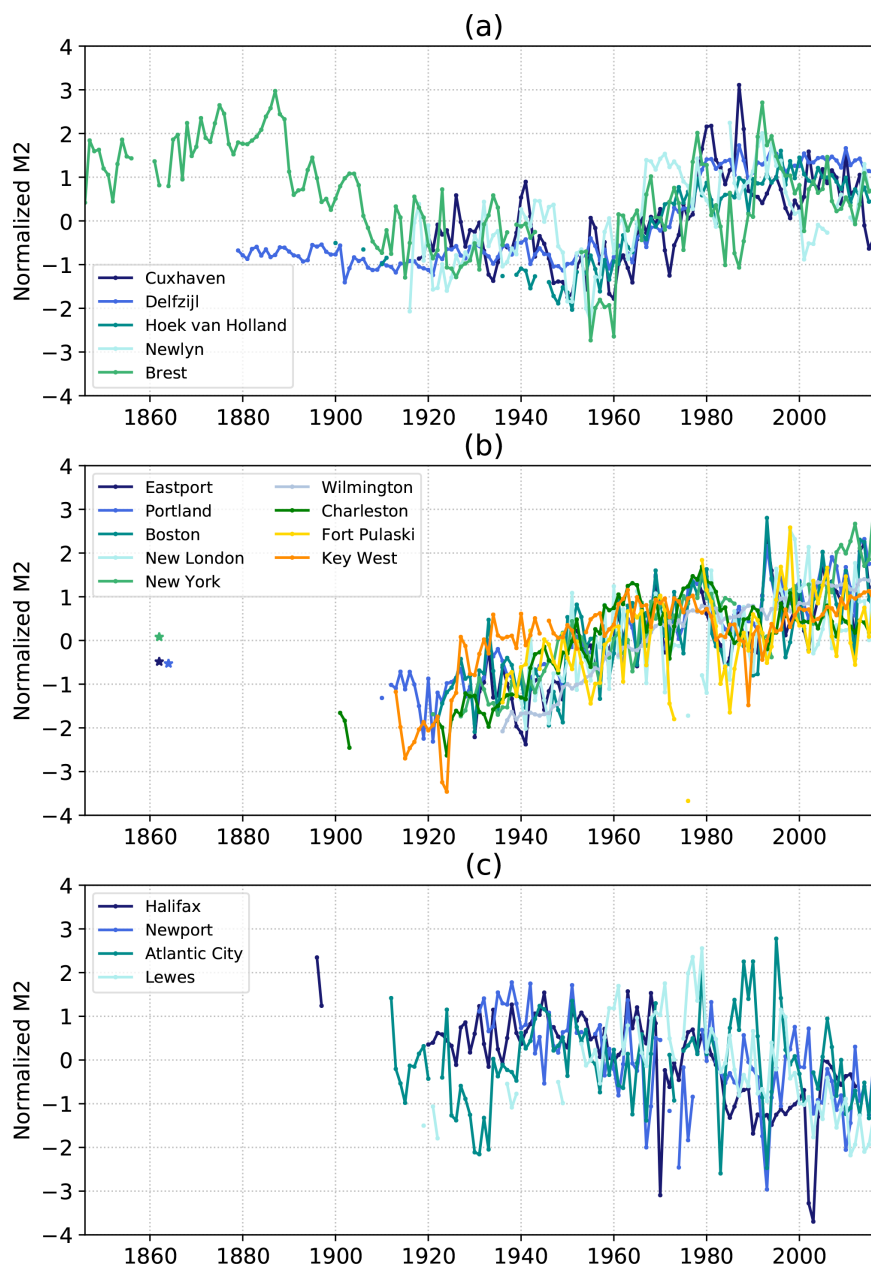 (a)
Normalized M2
4
3
2
1
0
−1
−2
−3
−4
Cuxhaven
Delfzijl
Hoek van Holland
Newlyn
Brest
1860 1880 1900 1920 1940 1960 1980 2000
(b)
Normalized M2
4
3
2
1
0
−1
−2
−3
−4
Eastport
Portland
Boston
New London
New York
Wilmington
Charleston
Fort Pulaski
Key West
1860 1880 1900 1920 1940 1960 1980 2000
(c)
Normalized M2
4
3
2
1
0
−1
−2
−3
−4
Halifax
Newport
Atlantic City
Lewes
1860 1880 1900 1920 1940 1960 1980 2000